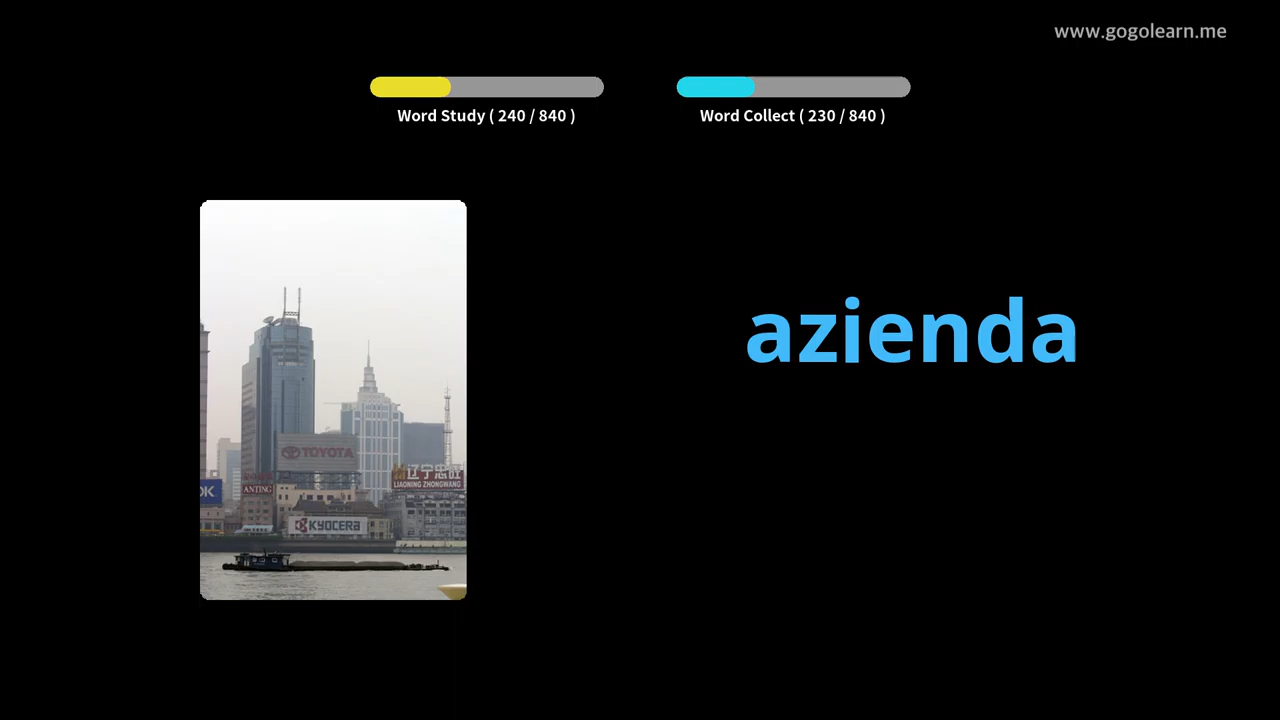 www.gogolearn.me
Word Study ( 240 / 840 )
Word Collect ( 230 / 840 )
azienda
TOYOTA
辽宁忠旺
LIAONING ZHONGWANG
OK
ANTING
KYOCERA